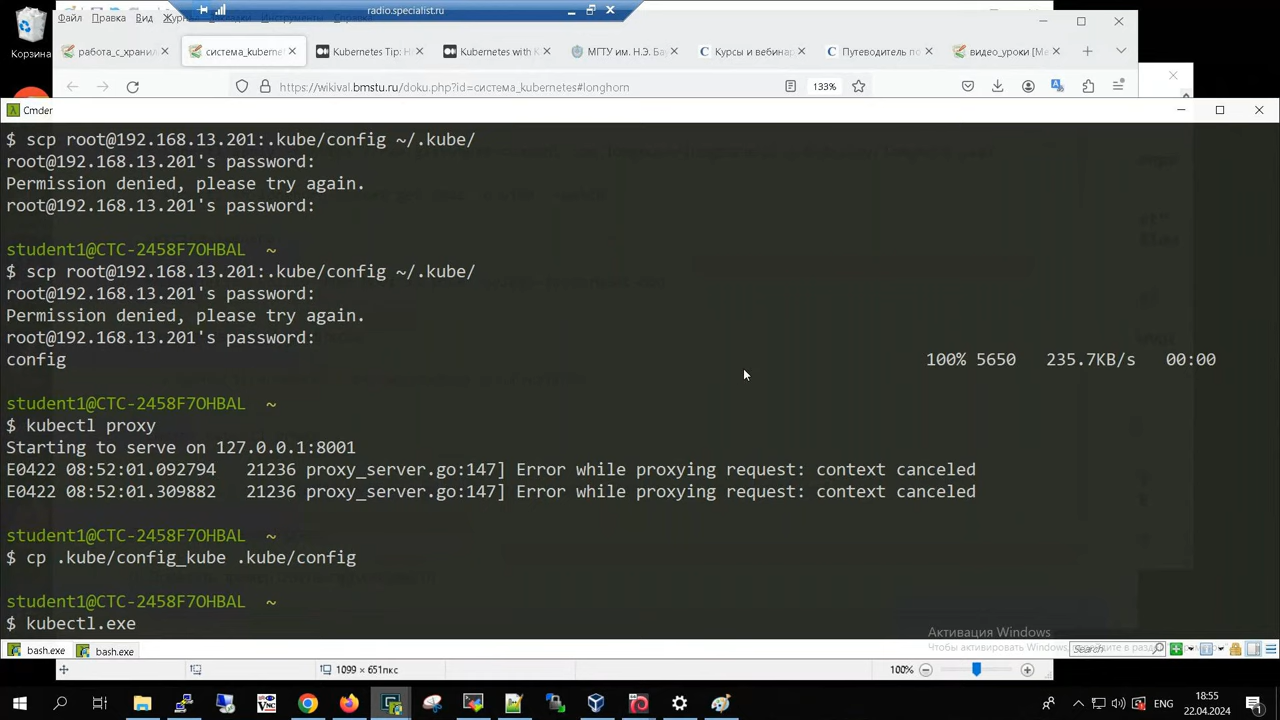 radio.specialist.ru
Файл Правка Вид Справка
Корзина
работа_с_хранил
система_kuberne
Kubernetes Tip: H
Kubernetes with K
МГТУ им. Н.Э. Ба
Курсы и вебинар
Путеводитель по
видео_уроки [Ме
https://wikival.bmstu.ru/doku.php?id=система_kubernetes#longhorn
133%
Cmder
$ scp root@192.168.13.201:.kube/config ~/.kube/
root@192.168.13.201's password:
Permission denied, please try again.
root@192.168.13.201's password:
student1@CTC-2458F7OHBAL ~
$ scp root@192.168.13.201:.kube/config ~/.kube/
root@192.168.13.201's password:
Permission denied, please try again.
root@192.168.13.201's password:
config 100% 5650 235.7KB/s 00:00
student1@CTC-2458F7OHBAL ~
$ kubectl proxy
Starting to serve on 127.0.0.1:8001
E0422 08:52:01.092794 21236 proxy_server.go:147] Error while proxying request: context canceled
E0422 08:52:01.309882 21236 proxy_server.go:147] Error while proxying request: context canceled
student1@CTC-2458F7OHBAL ~
$ cp .kube/config_kube .kube/config
student1@CTC-2458F7OHBAL ~
$ kubectl.exe
Активация Windows
Чтобы активировать Windows,
bash.exe
bash.exe
Search
1099 × 651пкс
100%
ENG
18:55
22.04.2024